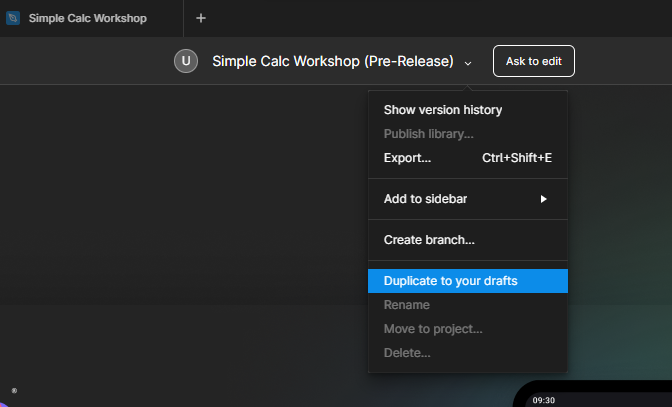 Simple Calc Workshop
+
U
Simple Calc Workshop (Pre-Release)
Ask to edit
Show version history
Publish library...
Export... Ctrl+Shift+E
Add to sidebar
Create branch...
Duplicate to your drafts
Rename
Move to project...
Delete...
®
09:30